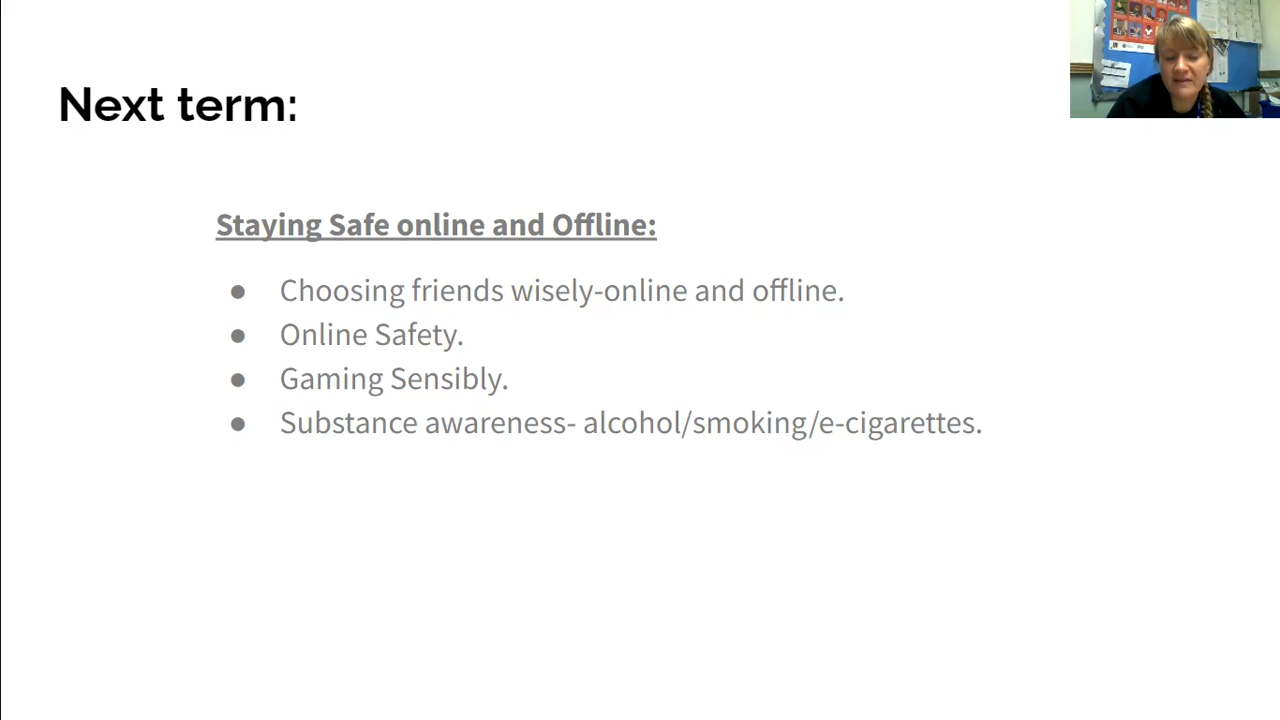 Next term:
Staying Safe online and Offline:
● Choosing friends wisely-online and offline.
● Online Safety.
● Gaming Sensibly.
● Substance awareness- alcohol/smoking/e-cigarettes.